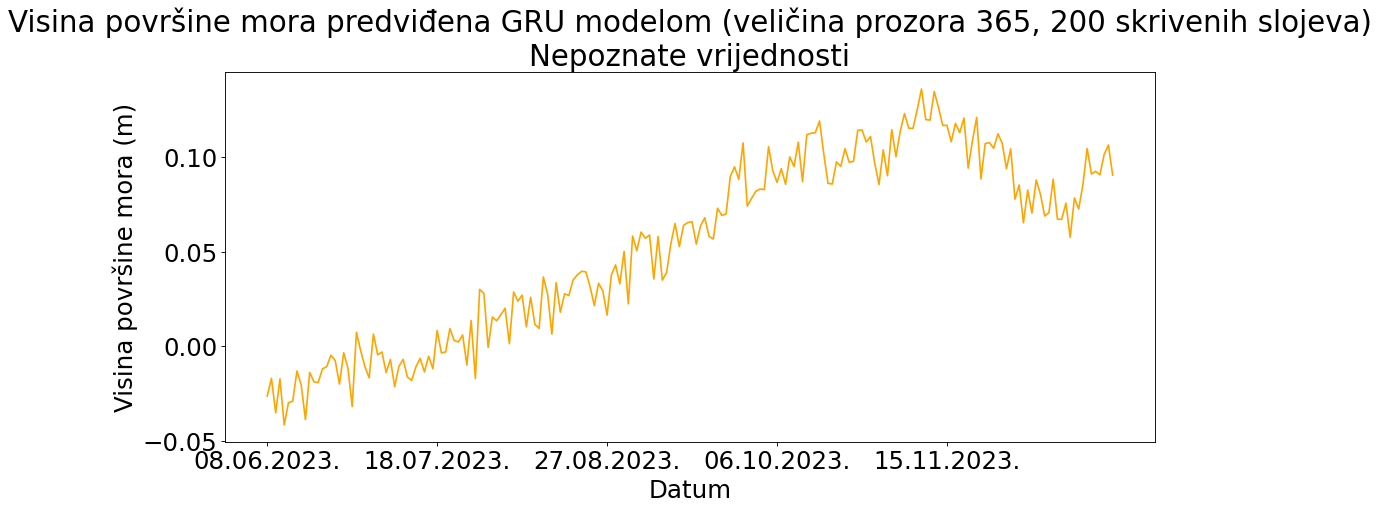 Visina površine mora predviđena GRU modelom (veličina prozora 365, 200 skrivenih slojeva)
Nepoznate vrijednosti
Visina površine mora (m)
0.10
0.05
0.00
−0.05
08.06.2023. 18.07.2023. 27.08.2023. 06.10.2023. 15.11.2023.
Datum